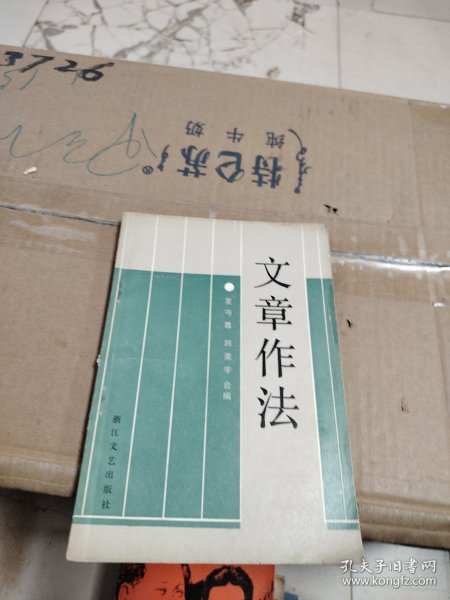 3726
特仑苏
纯牛奶
文章作法
夏丏尊 刘薰宇 合编
浙江文艺出版社
孔夫子旧书网
www.kongfz.com